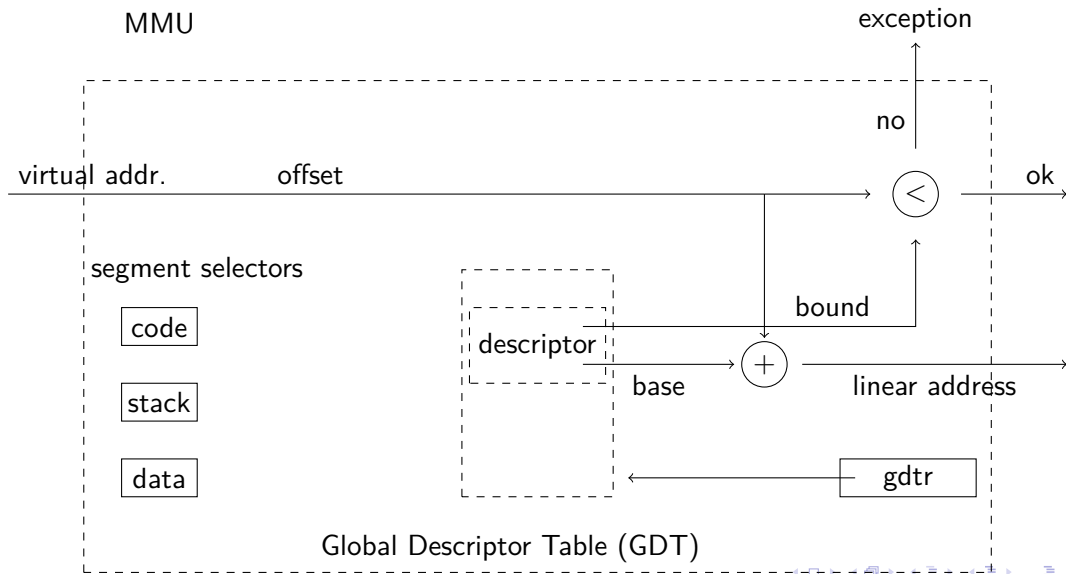 MMU
exception
no
virtual addr.
offset
<
ok
segment selectors
code
bound
descriptor
+
base
linear address
stack
data
gdtr
Global Descriptor Table (GDT)